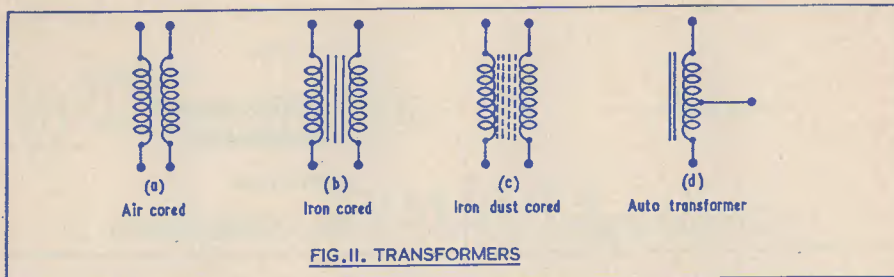 (a) (b) (c) (d)
Air cored Iron cored Iron dust cored Auto transformer
FIG.11. TRANSFORMERS